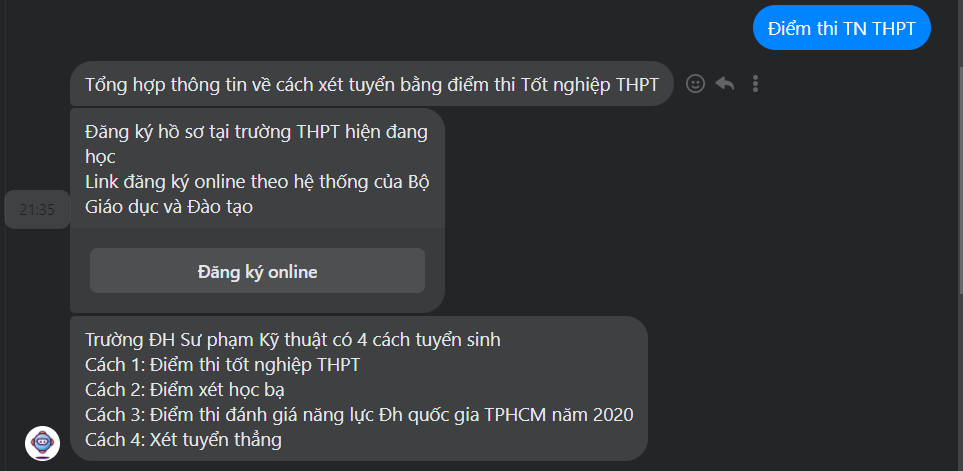 Điểm thi TN THPT
Tổng hợp thông tin về cách xét tuyển bằng điểm thi Tốt nghiệp THPT
Đăng ký hồ sơ tại trường THPT hiện đang
học
Link đăng ký online theo hệ thống của Bộ
Giáo dục và Đào tạo
21:35
Đăng ký online
Trường ĐH Sư phạm Kỹ thuật có 4 cách tuyển sinh
Cách 1: Điểm thi tốt nghiệp THPT
Cách 2: Điểm xét học bạ
Cách 3: Điểm thi đánh giá năng lực Đh quốc gia TPHCM năm 2020
Cách 4: Xét tuyển thẳng